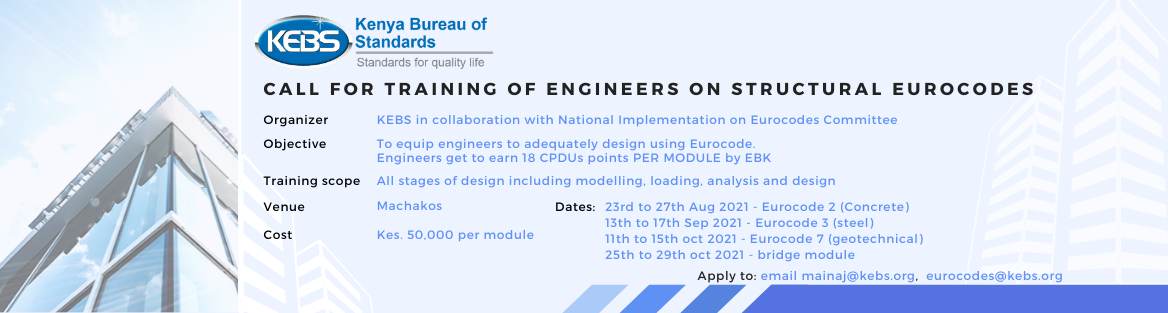 KEBS
Kenya Bureau of
Standards
Standards for quality life
CALL FOR TRAINING OF ENGINEERS ON STRUCTURAL EUROCODES
Organizer KEBS in collaboration with National Implementation on Eurocodes Committee
Objective To equip engineers to adequately design using Eurocode.
Engineers get to earn 18 CPDUs points PER MODULE by EBK
Training scope All stages of design including modelling, loading, analysis and design
Venue Machakos
Cost Kes. 50,000 per module
Dates: 23rd to 27th Aug 2021 - Eurocode 2 (Concrete)
13th to 17th Sep 2021 - Eurocode 3 (steel)
11th to 15th oct 2021 - Eurocode 7 (geotechnical)
25th to 29th oct 2021 - bridge module
Apply to: email mainaj@kebs.org, eurocodes@kebs.org